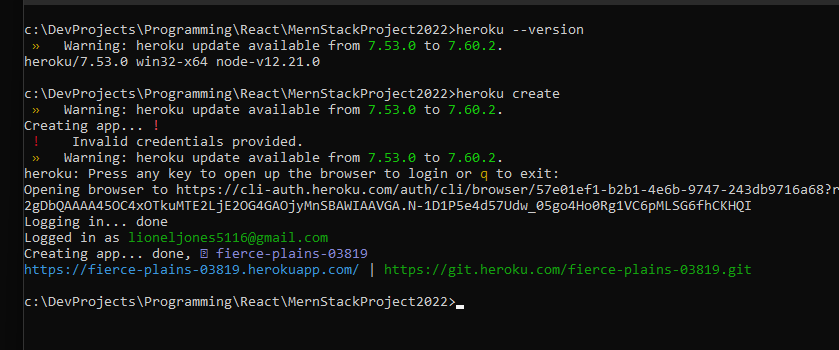 c:\DevProjects\Programming\React\MernStackProject2022>heroku --version
» Warning: heroku update available from 7.53.0 to 7.60.2.
heroku/7.53.0 win32-x64 node-v12.21.0
c:\DevProjects\Programming\React\MernStackProject2022>heroku create
» Warning: heroku update available from 7.53.0 to 7.60.2.
Creating app... !
! Invalid credentials provided.
» Warning: heroku update available from 7.53.0 to 7.60.2.
heroku: Press any key to open up the browser to login or q to exit:
Opening browser to https://cli-auth.heroku.com/auth/cli/browser/57e01ef1-b2b1-4e6b-9747-243db9716a68?r
2gDbQAAAA45OC4xOTkuMTE2LjE2OG4GAOjyMnSBAWIAAVGA.N-1D1P5e4d57Udw_05go4Ho0Rg1VC6pMLSG6fhCKHQI
Logging in... done
Logged in as lioneljones5116@gmail.com
Creating app... done, fierce-plains-03819
https://fierce-plains-03819.herokuapp.com/ | https://git.heroku.com/fierce-plains-03819.git
c:\DevProjects\Programming\React\MernStackProject2022>